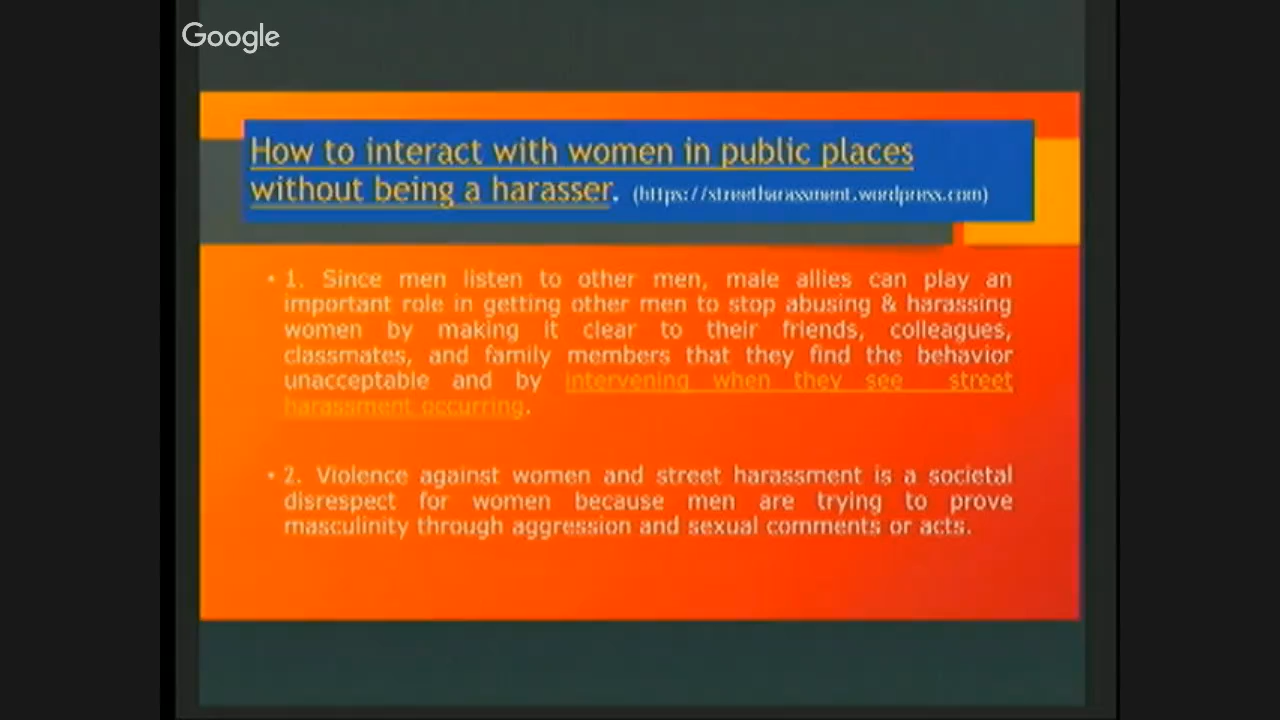 Google
How to interact with women in public places
without being a harasser. (https://streetharassment.wordpress.com)
• 1. Since men listen to other men, male allies can play an
important role in getting other men to stop abusing & harassing
women by making it clear to their friends, colleagues,
classmates, and family members that they find the behavior
unacceptable and by intervening when they see street
harassment occurring.
• 2. Violence against women and street harassment is a societal
disrespect for women because men are trying to prove
masculinity through aggression and sexual comments or acts.